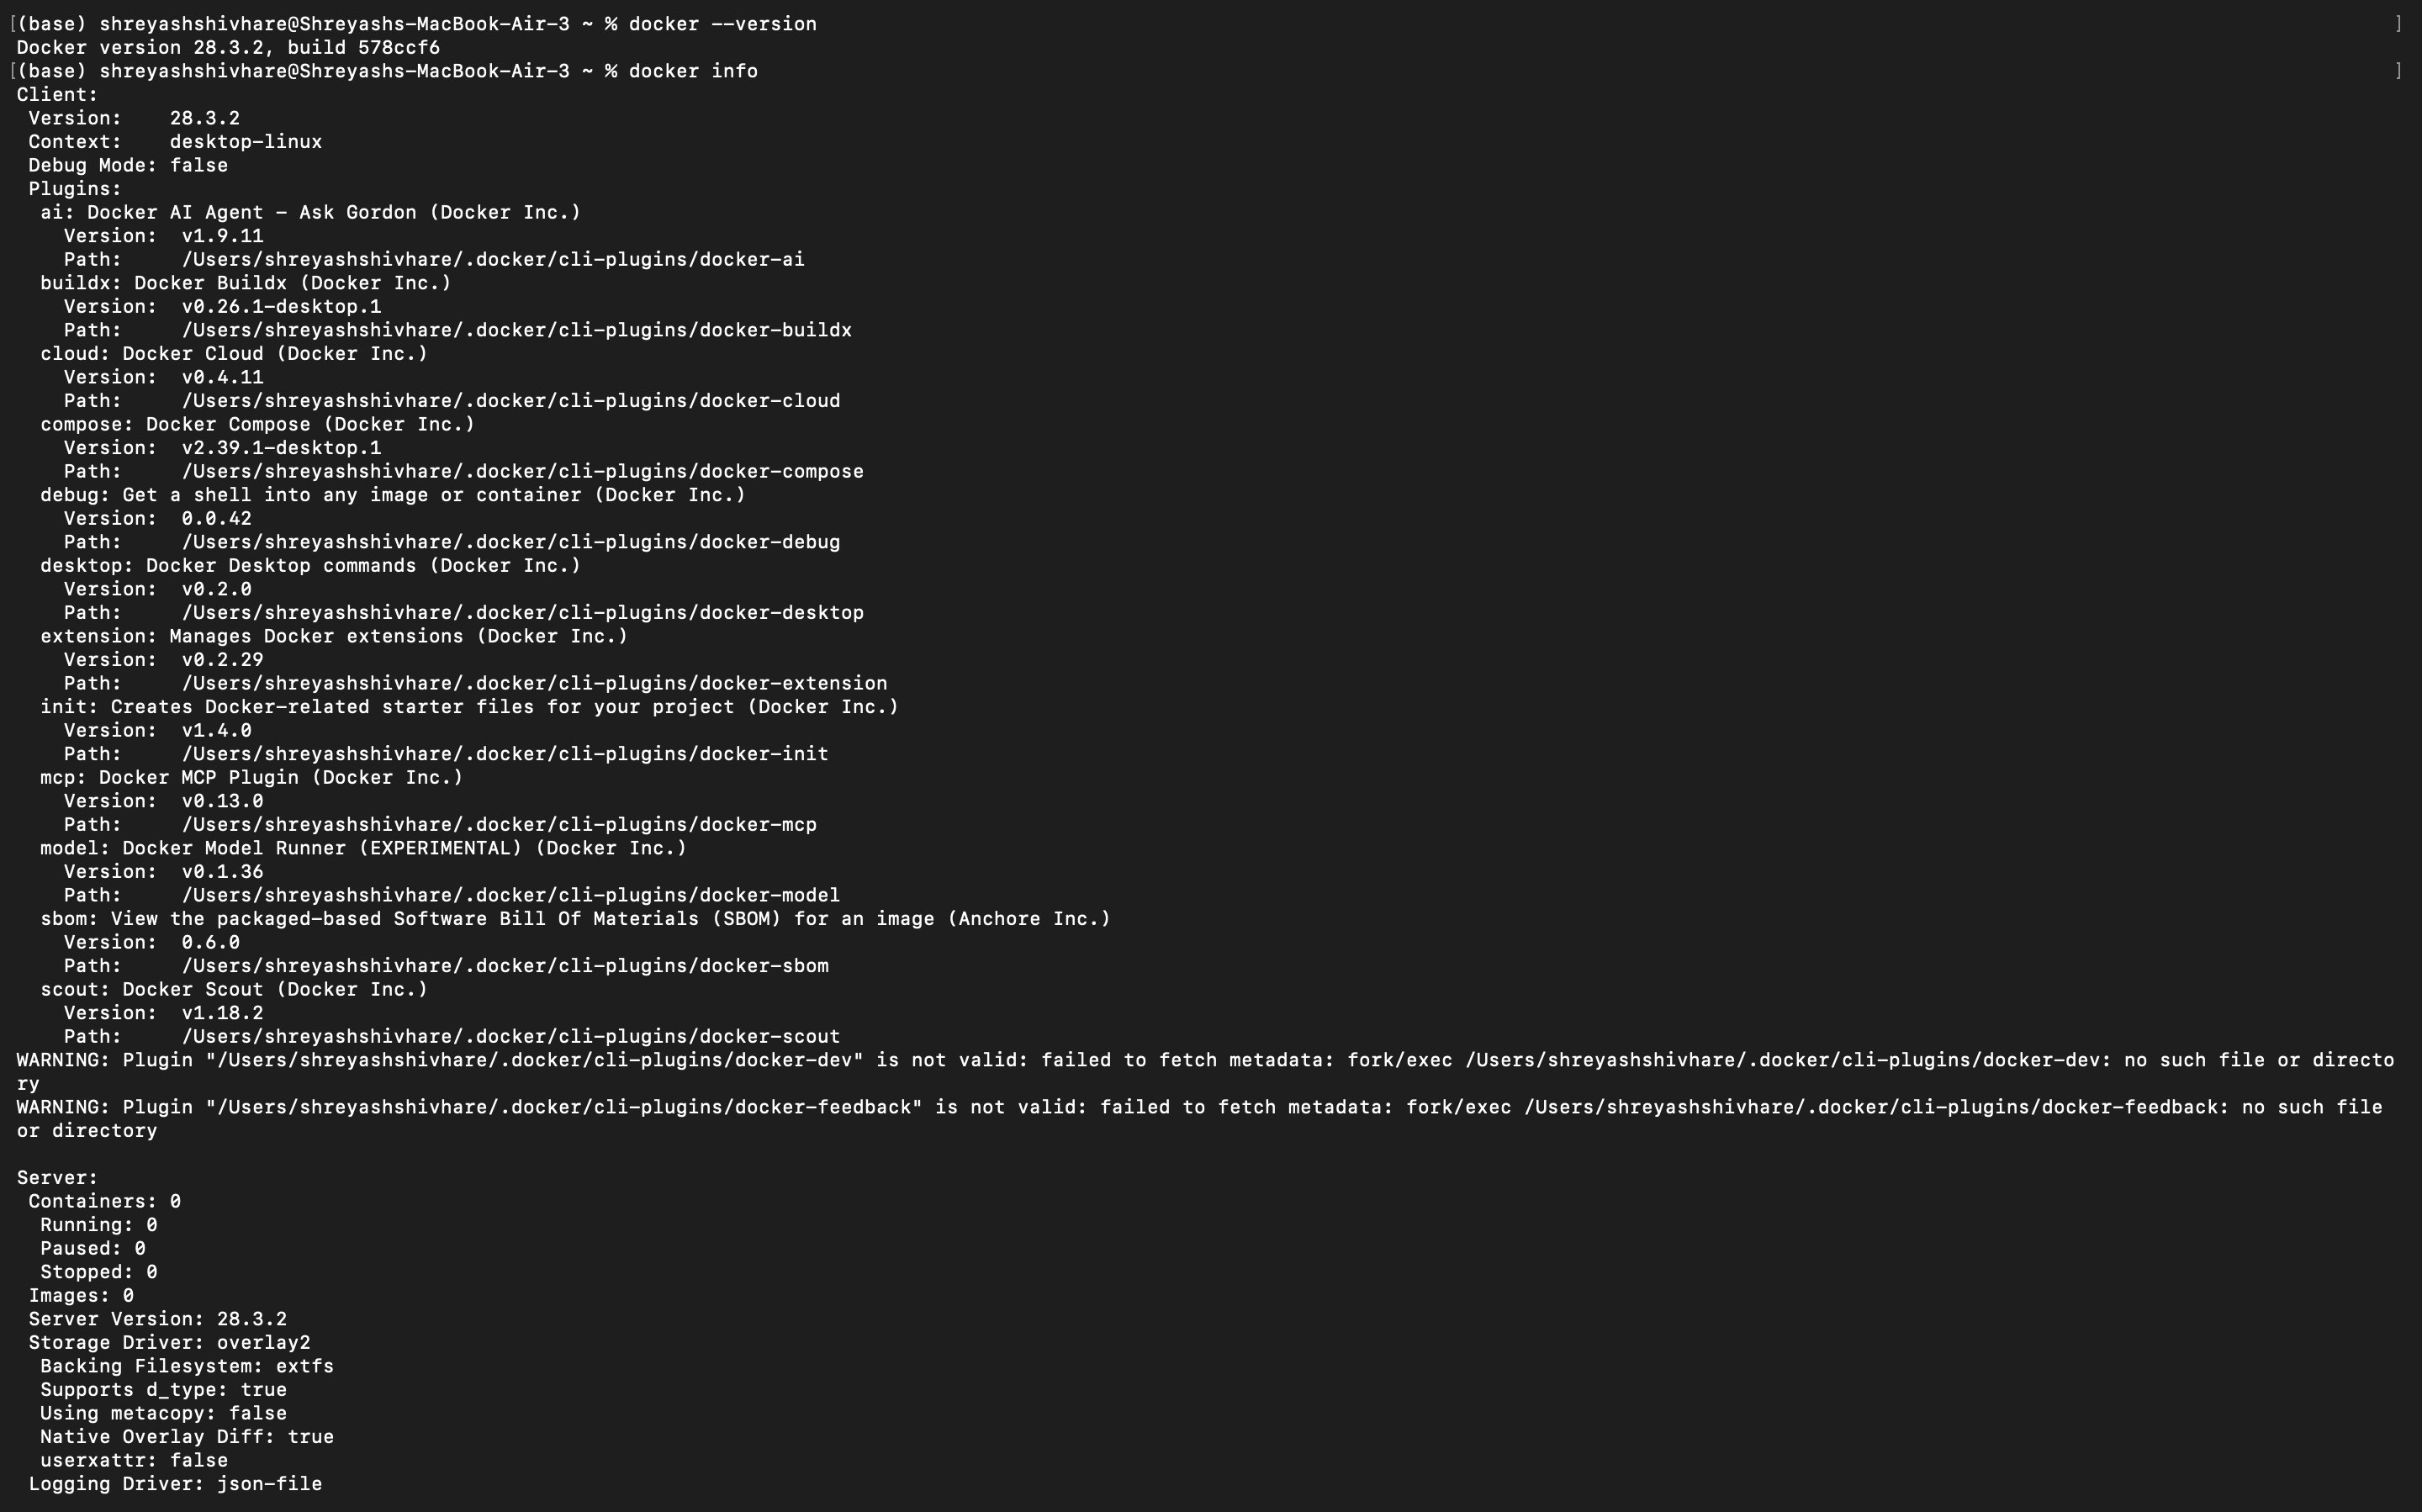 [(base) shreyashshivhare@Shreyashs-MacBook-Air-3 ~ % docker --version ]
Docker version 28.3.2, build 578ccf6
[(base) shreyashshivhare@Shreyashs-MacBook-Air-3 ~ % docker info ]
Client:
 Version:    28.3.2
 Context:    desktop-linux
 Debug Mode: false
 Plugins:
  ai: Docker AI Agent - Ask Gordon (Docker Inc.)
    Version:  v1.9.11
    Path:     /Users/shreyashshivhare/.docker/cli-plugins/docker-ai
  buildx: Docker Buildx (Docker Inc.)
    Version:  v0.26.1-desktop.1
    Path:     /Users/shreyashshivhare/.docker/cli-plugins/docker-buildx
  cloud: Docker Cloud (Docker Inc.)
    Version:  v0.4.11
    Path:     /Users/shreyashshivhare/.docker/cli-plugins/docker-cloud
  compose: Docker Compose (Docker Inc.)
    Version:  v2.39.1-desktop.1
    Path:     /Users/shreyashshivhare/.docker/cli-plugins/docker-compose
  debug: Get a shell into any image or container (Docker Inc.)
    Version:  0.0.42
    Path:     /Users/shreyashshivhare/.docker/cli-plugins/docker-debug
  desktop: Docker Desktop commands (Docker Inc.)
    Version:  v0.2.0
    Path:     /Users/shreyashshivhare/.docker/cli-plugins/docker-desktop
  extension: Manages Docker extensions (Docker Inc.)
    Version:  v0.2.29
    Path:     /Users/shreyashshivhare/.docker/cli-plugins/docker-extension
  init: Creates Docker-related starter files for your project (Docker Inc.)
    Version:  v1.4.0
    Path:     /Users/shreyashshivhare/.docker/cli-plugins/docker-init
  mcp: Docker MCP Plugin (Docker Inc.)
    Version:  v0.13.0
    Path:     /Users/shreyashshivhare/.docker/cli-plugins/docker-mcp
  model: Docker Model Runner (EXPERIMENTAL) (Docker Inc.)
    Version:  v0.1.36
    Path:     /Users/shreyashshivhare/.docker/cli-plugins/docker-model
  sbom: View the packaged-based Software Bill Of Materials (SBOM) for an image (Anchore Inc.)
    Version:  0.6.0
    Path:     /Users/shreyashshivhare/.docker/cli-plugins/docker-sbom
  scout: Docker Scout (Docker Inc.)
    Version:  v1.18.2
    Path:     /Users/shreyashshivhare/.docker/cli-plugins/docker-scout
WARNING: Plugin "/Users/shreyashshivhare/.docker/cli-plugins/docker-dev" is not valid: failed to fetch metadata: fork/exec /Users/shreyashshivhare/.docker/cli-plugins/docker-dev: no such file or directo
ry
WARNING: Plugin "/Users/shreyashshivhare/.docker/cli-plugins/docker-feedback" is not valid: failed to fetch metadata: fork/exec /Users/shreyashshivhare/.docker/cli-plugins/docker-feedback: no such file
or directory

Server:
 Containers: 0
  Running: 0
  Paused: 0
  Stopped: 0
 Images: 0
 Server Version: 28.3.2
 Storage Driver: overlay2
  Backing Filesystem: extfs
  Supports d_type: true
  Using metacopy: false
  Native Overlay Diff: true
  userxattr: false
 Logging Driver: json-file